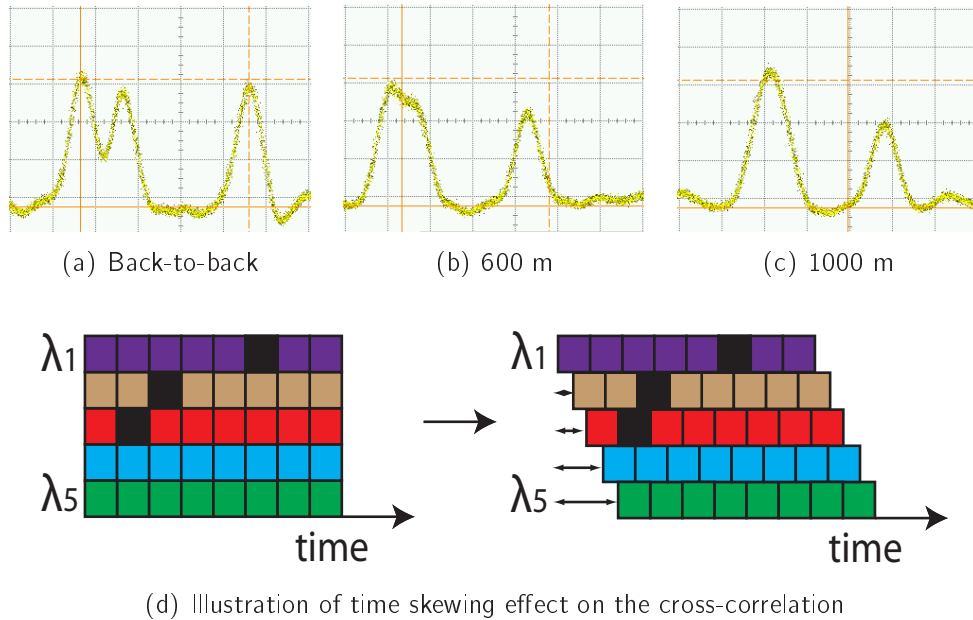 (a) Back-to-back
(b) 600 m
(c) 1000 m
λ1
λ5
time
λ1
λ5
time
(d) Illustration of time skewing effect on the cross-correlation